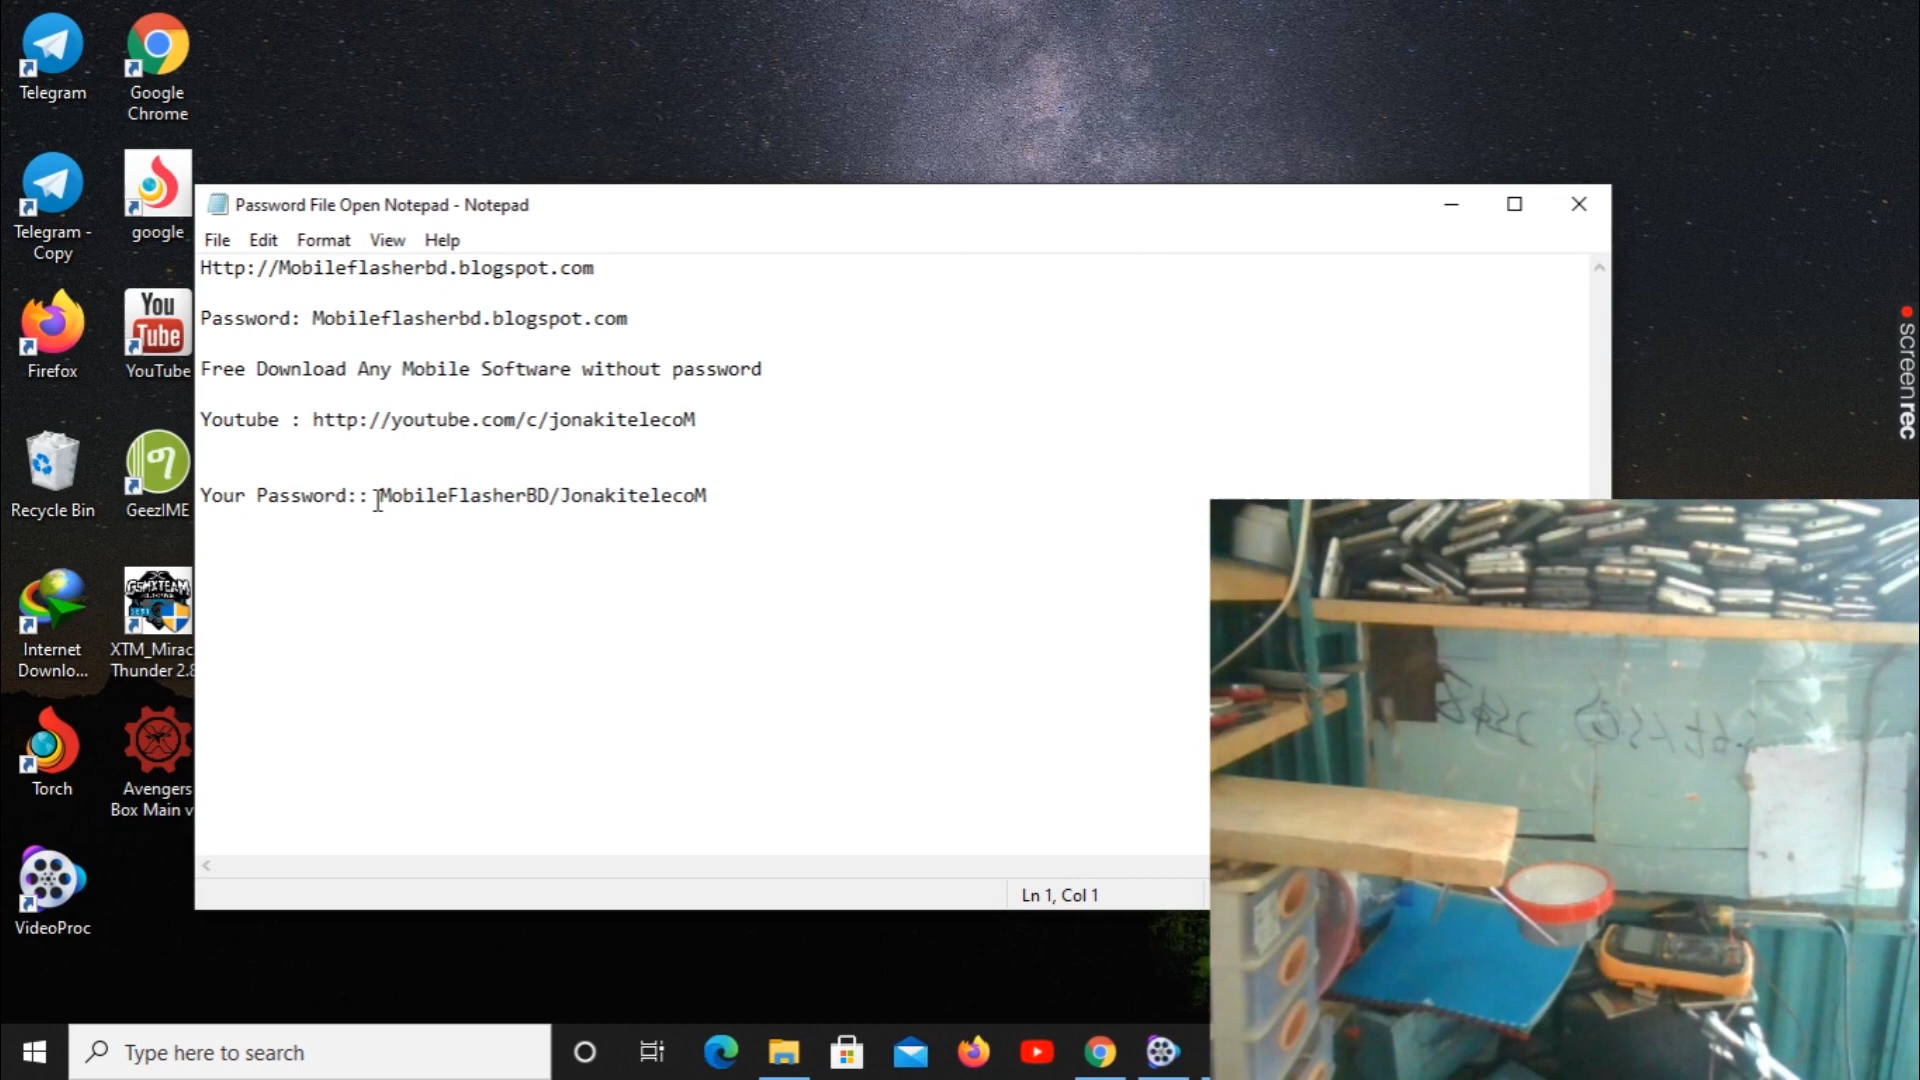 Telegram
Google Chrome
Telegram - Copy
google
Firefox
You Tube
YouTube
Recycle Bin
GeezIME
Internet Downlo...
XTM_Mirac
Thunder 2.8
Torch
Avengers
Box Main v
VideoProc
Password File Open Notepad - Notepad
File Edit Format View Help
Http://Mobileflasherbd.blogspot.com
Password: Mobileflasherbd.blogspot.com
Free Download Any Mobile Software without password
Youtube : http://youtube.com/c/jonakitelecoM
Your Password:: MobileFlasherBD/JonakitelecoM
Ln 1, Col 1
Type here to search
screenrec